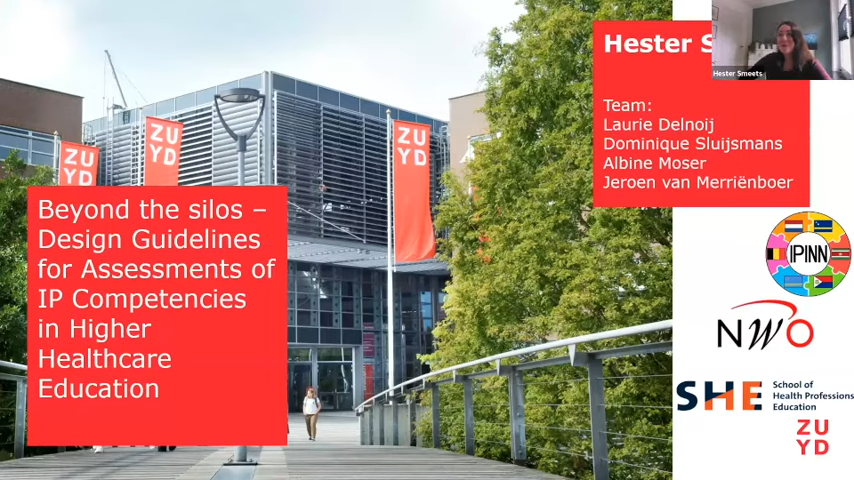 Hester S
Hester Smeets
Team:
Laurie Delnoij
Dominique Sluijsmans
Albine Moser
Jeroen van Merriënboer
ZU
YD
ZU
YD
ZU
YD
Beyond the silos –
Design Guidelines
for Assessments of
IP Competencies
in Higher
Healthcare
Education
IPINN
NWO
SHE
School of
Health Professions
Education
ZU
YD